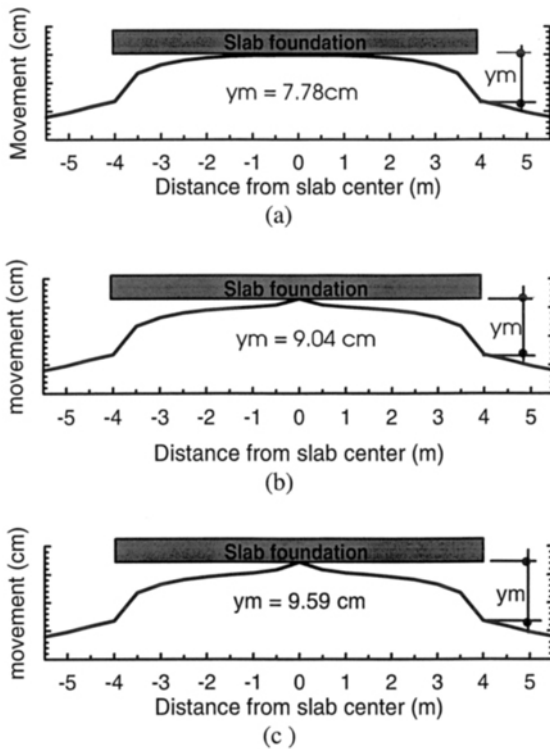 Movement (cm)
Slab foundation
ym
ym = 7.78cm
-5 -4 -3 -2 -1 0 1 2 3 4 5
Distance from slab center (m)
(a)
movement (cm)
Slab foundation
ym
ym = 9.04 cm
-5 -4 -3 -2 -1 0 1 2 3 4 5
Distance from slab center (m)
(b)
movement (cm)
Slab foundation
ym
ym = 9.59 cm
-5 -4 -3 -2 -1 0 1 2 3 4 5
Distance from slab center (m)
(c )